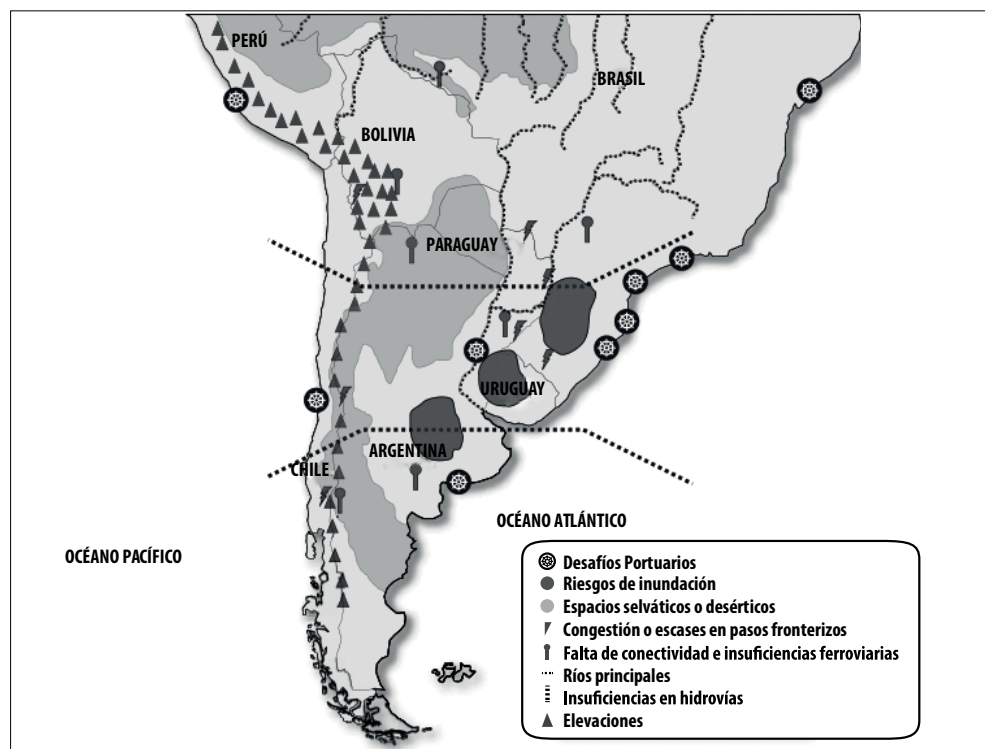 PERÚ
BRASIL
BOLIVIA
PARAGUAY
URUGUAY
ARGENTINA
CHILE
OCÉANO ATLÁNTICO
OCÉANO PACÍFICO
Desafíos Portuarios
Riesgos de inundación
Espacios selváticos o desérticos
Congestión o escases en pasos fronterizos
Falta de conectividad e insuficiencias ferroviarias
Ríos principales
Insuficiencias en hidrovías
Elevaciones